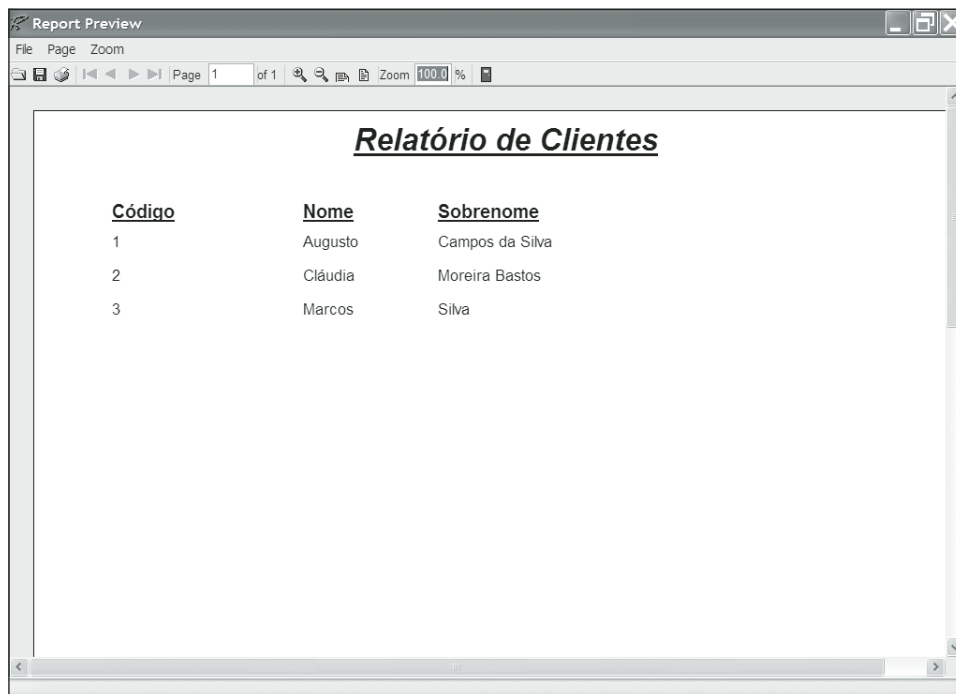 Report Preview
File Page Zoom
Page 1 of 1 Zoom 100.0 %
Relatório de Clientes
Código Nome Sobrenome
1 Augusto Campos da Silva
2 Cláudia Moreira Bastos
3 Marcos Silva